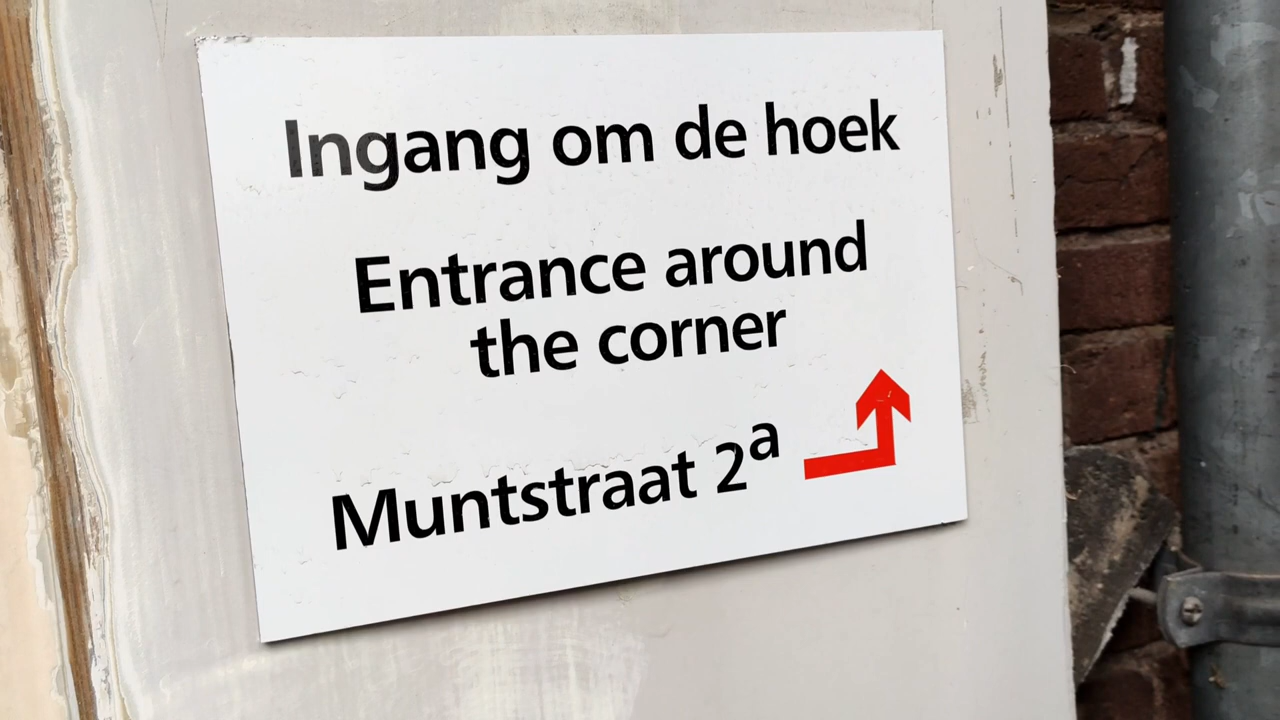 Ingang om de hoek
Entrance around
the corner
Muntstraat 2ª